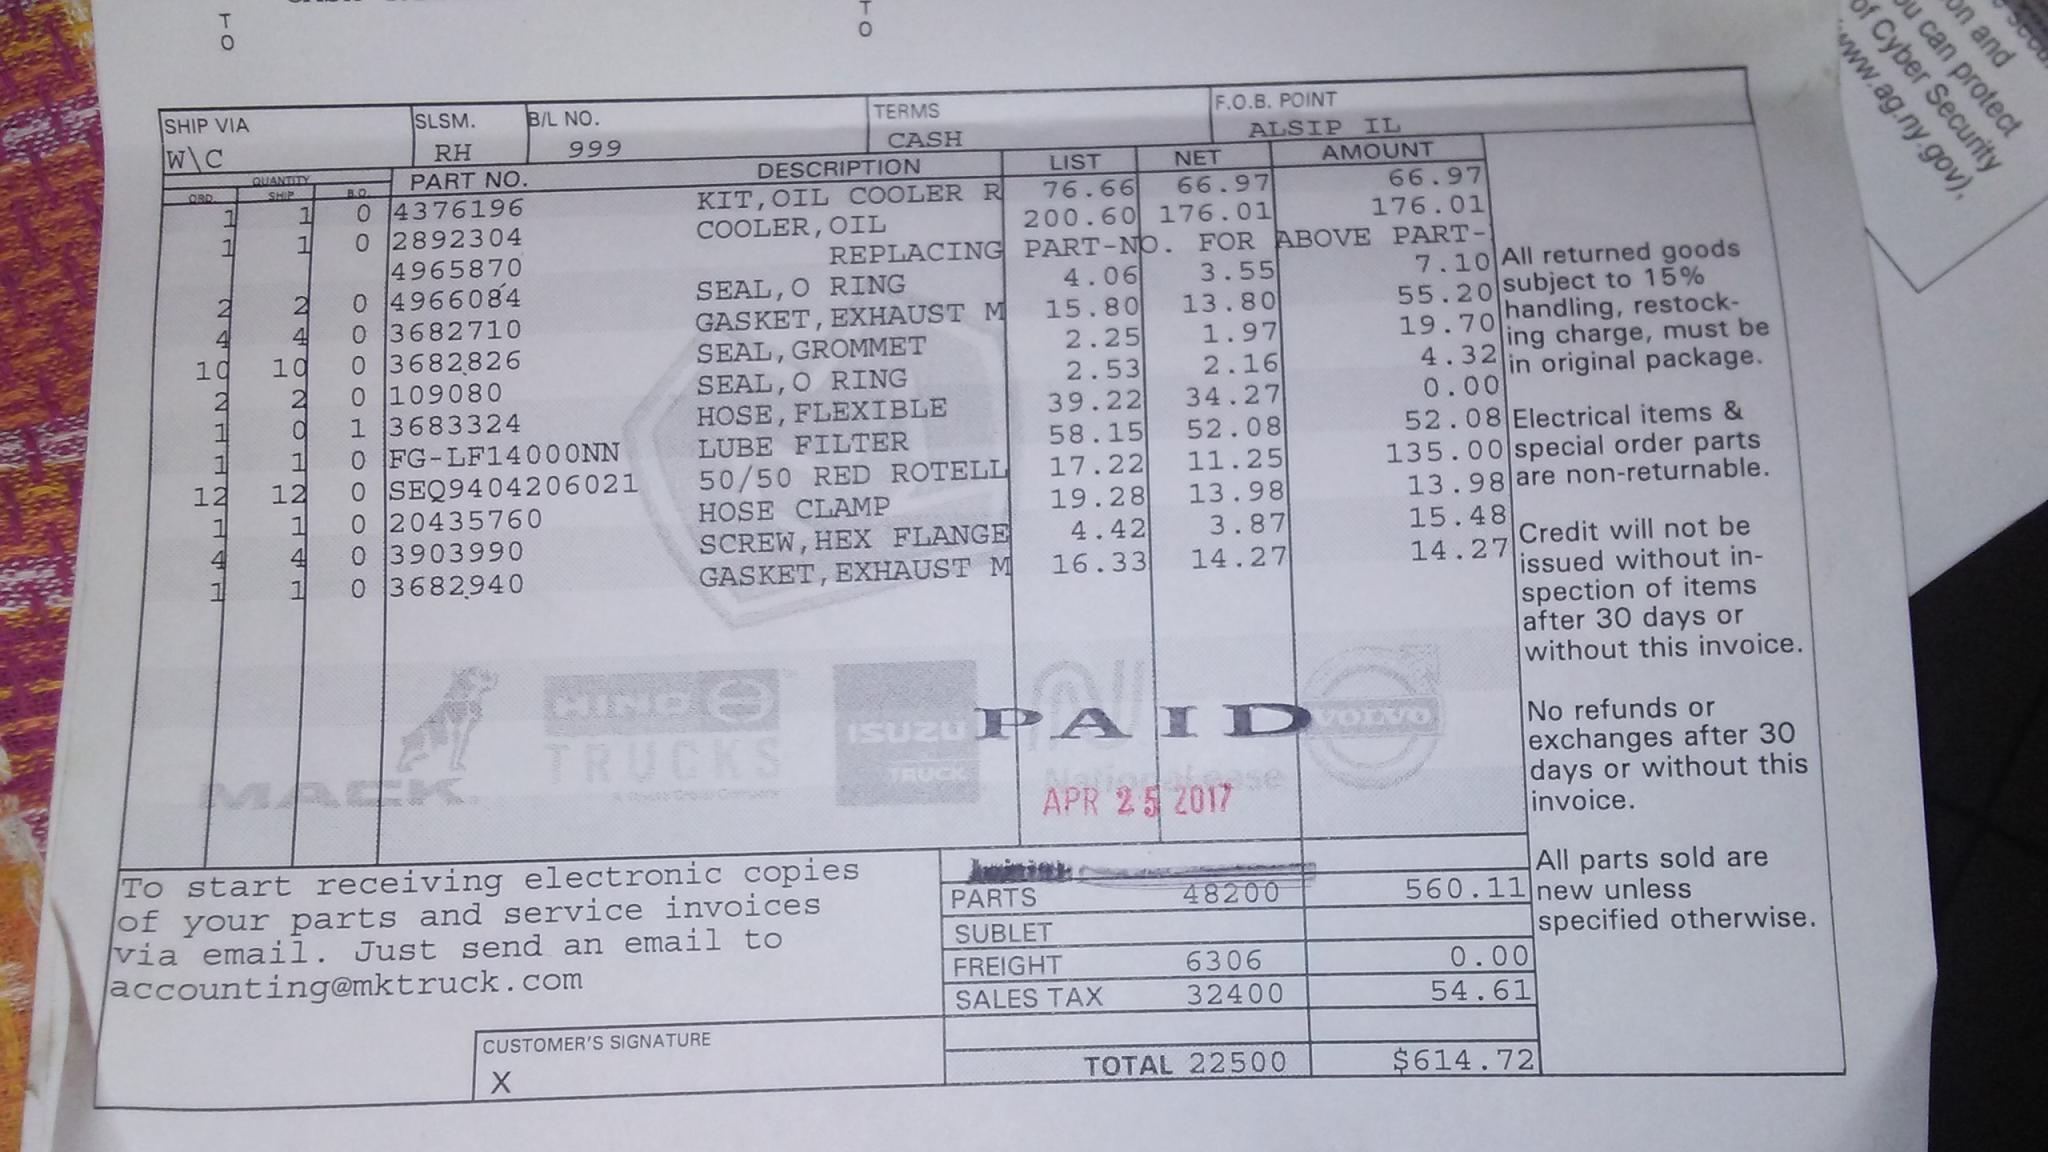 T
O
T
O
SHIP VIA SLSM. B/L NO. TERMS F.O.B. POINT
W\C RH 999 CASH ALSIP IL
QUANTITY PART NO. DESCRIPTION LIST NET AMOUNT
ORD. SHIP B.O.
1 1 0 4376196 KIT,OIL COOLER R 76.66 66.97 66.97
1 1 0 2892304 COOLER,OIL 200.60 176.01 176.01
4965870 REPLACING PART-NO. FOR ABOVE PART-
2 2 0 4966084 SEAL,O RING 4.06 3.55 7.10
4 4 0 3682710 GASKET,EXHAUST M 15.80 13.80 55.20
10 10 0 3682826 SEAL,GROMMET 2.25 1.97 19.70
2 2 0 109080 SEAL,O RING 2.53 2.16 4.32
1 0 1 3683324 HOSE,FLEXIBLE 39.22 34.27 0.00
1 1 0 FG-LF14000NN LUBE FILTER 58.15 52.08 52.08
12 12 0 SEQ9404206021 50/50 RED ROTELL 17.22 11.25 135.00
1 1 0 20435760 HOSE CLAMP 19.28 13.98 13.98
4 4 0 3903990 SCREW,HEX FLANGE 4.42 3.87 15.48
1 1 0 3682940 GASKET,EXHAUST M 16.33 14.27 14.27
All returned goods
subject to 15%
handling, restock-
ing charge, must be
in original package.
Electrical items &
special order parts
are non-returnable.
Credit will not be
issued without in-
spection of items
after 30 days or
without this invoice.
No refunds or
exchanges after 30
days or without this
invoice.
All parts sold are
new unless
specified otherwise.
MACK
HINO
TRUCKS
ISUZU
TRUCK
NationaLease
VOLVO
PAID
APR 25 2017
To start receiving electronic copies
of your parts and service invoices
via email. Just send an email to
accounting@mktruck.com
PARTS 48200 560.11
SUBLET
FREIGHT 6306 0.00
SALES TAX 32400 54.61
TOTAL 22500 $614.72
CUSTOMER'S SIGNATURE
X
on and
ou can protect
of Cyber Security
www.ag.ny.gov),